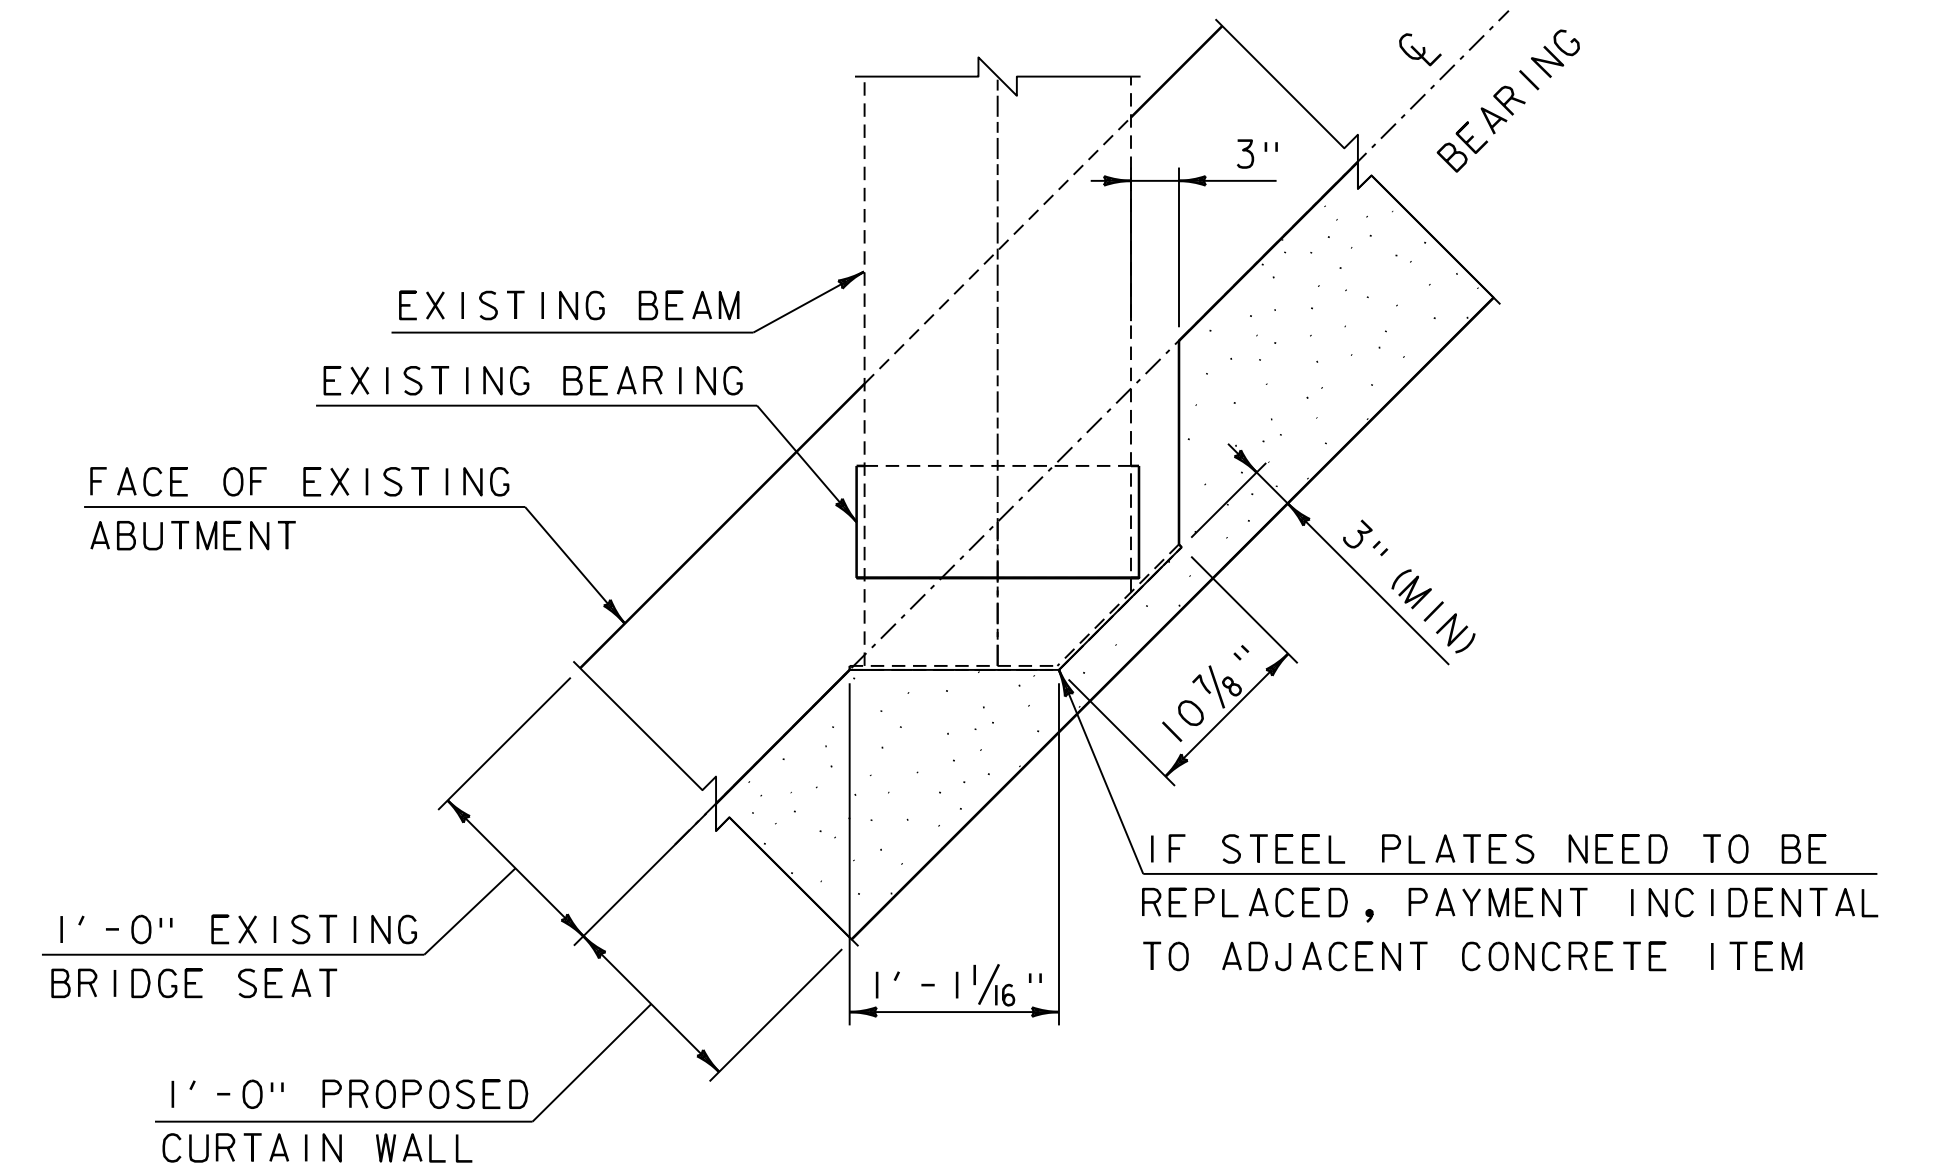 ℄
BEARING
3"
EXISTING BEAM
EXISTING BEARING
FACE OF EXISTING
ABUTMENT
3" (MIN)
10 7/8"
IF STEEL PLATES NEED TO BE
REPLACED, PAYMENT INCIDENTAL
TO ADJACENT CONCRETE ITEM
1'-0" EXISTING
BRIDGE SEAT
1'-1 1/16"
1'-0" PROPOSED
CURTAIN WALL